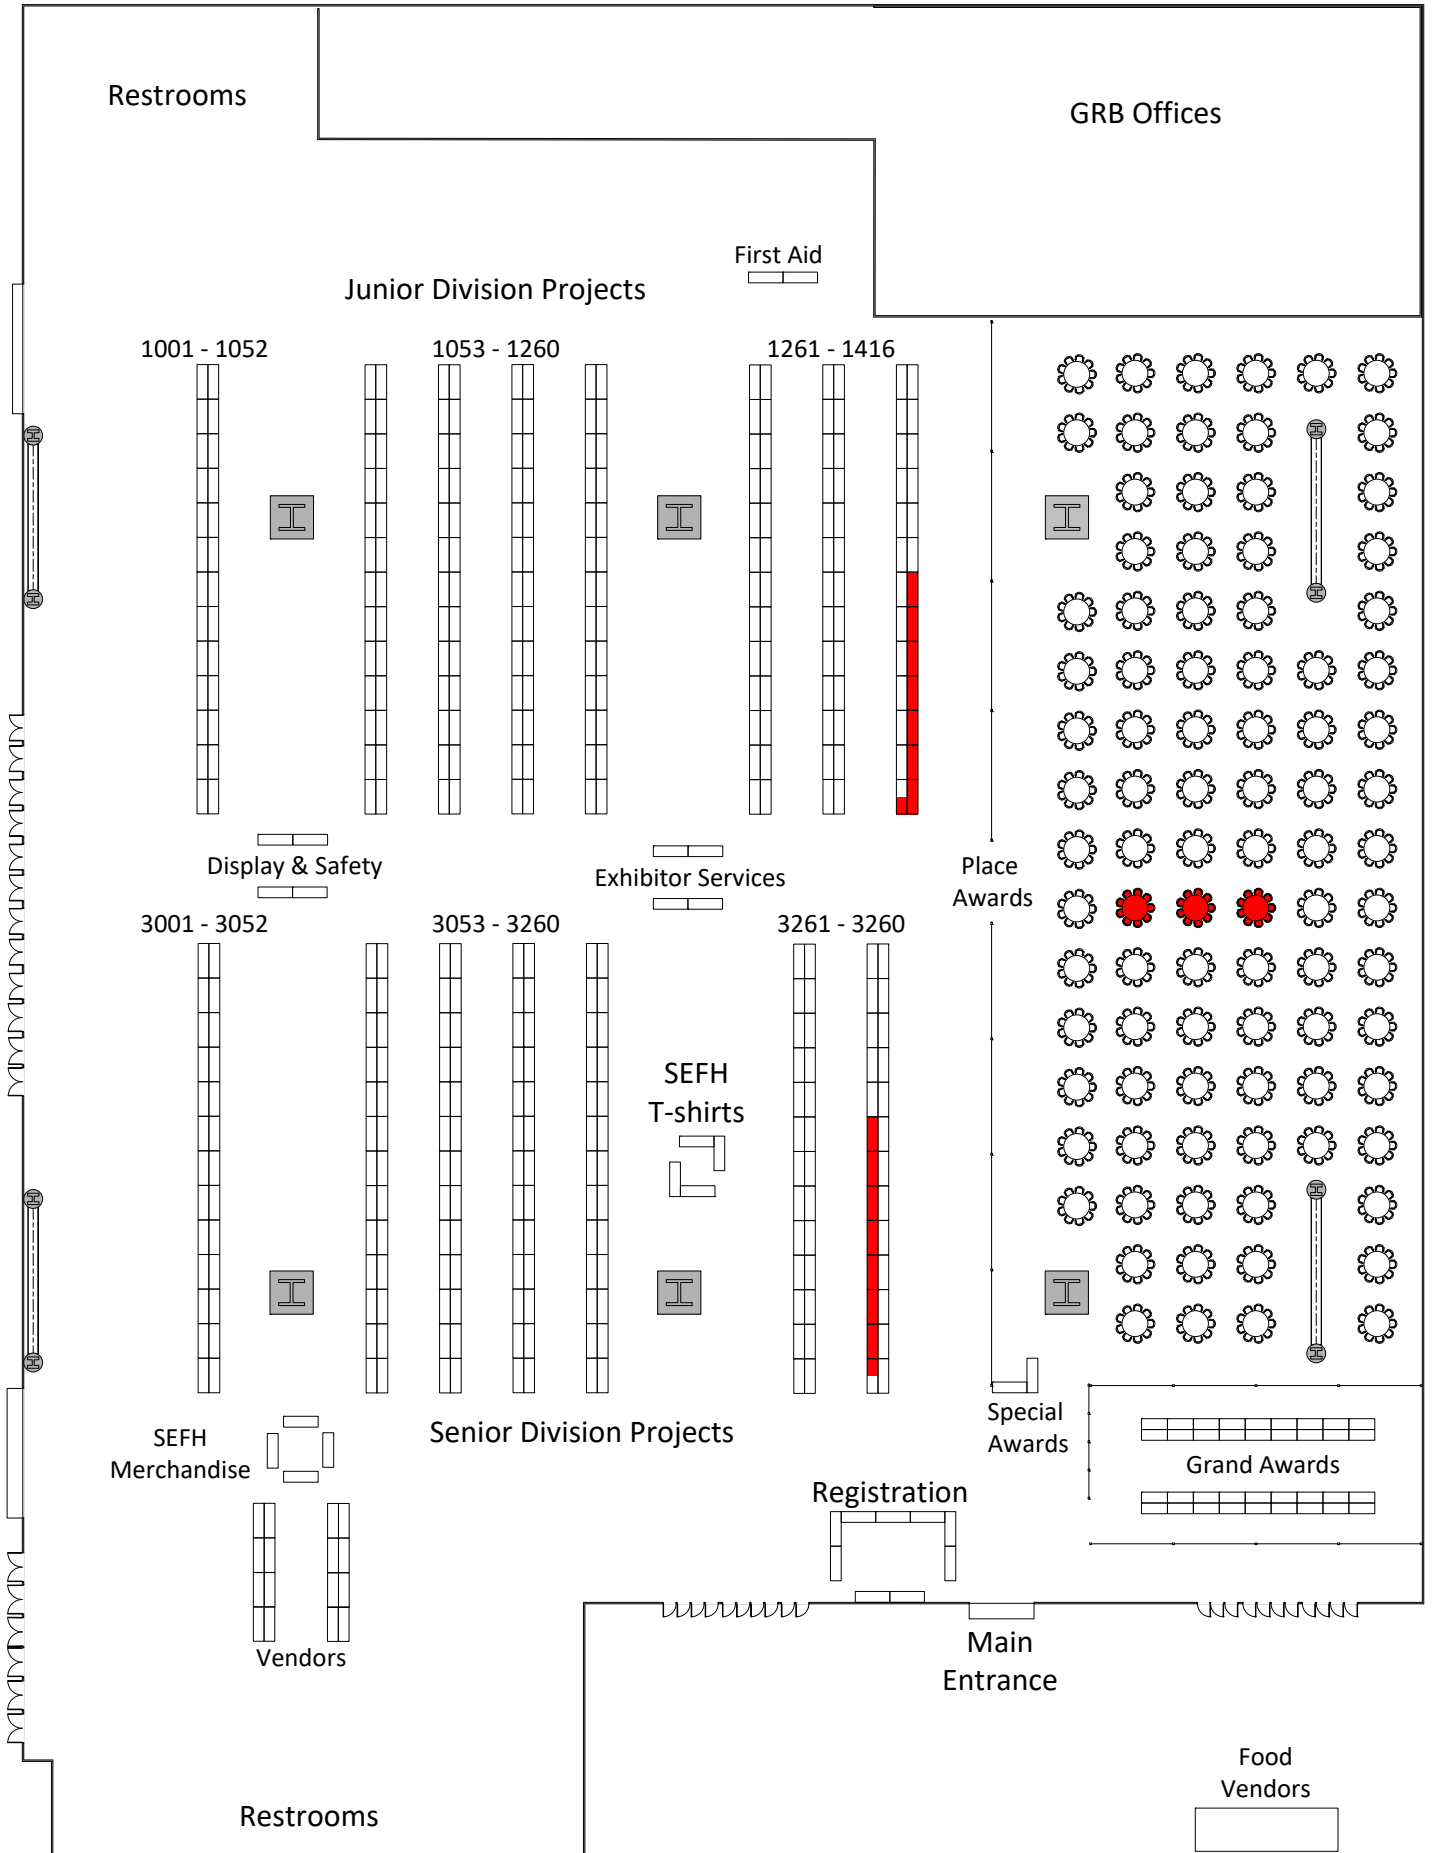 Restrooms
GRB Offices
First Aid
Junior Division Projects
1001 - 1052
1053 - 1260
1261 - 1416
Display & Safety
Exhibitor Services
Place
Awards
3001 - 3052
3053 - 3260
3261 - 3260
SEFH
T-shirts
Senior Division Projects
SEFH
Merchandise
Special
Awards
Grand Awards
Registration
Vendors
Main
Entrance
Food
Vendors
Restrooms